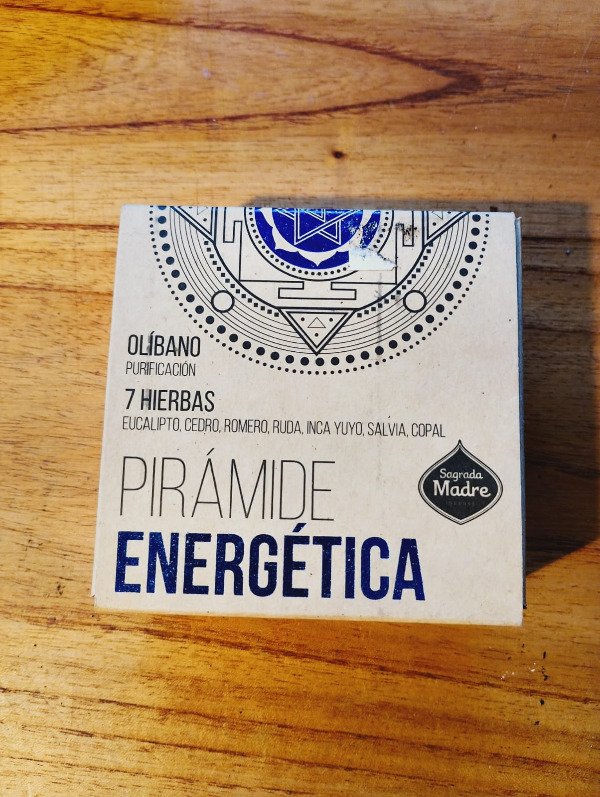 OLÍBANO
PURIFICACIÓN
7 HIERBAS
EUCALIPTO, CEDRO, ROMERO, RUDA, INCA YUYO, SALVIA, COPAL
PIRÁMIDE
ENERGÉTICA
Sagrada
Madre